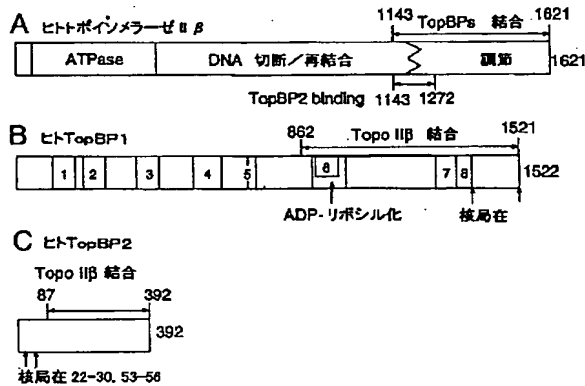 A ヒトトポイソメラーゼ II β
1143 TopBPs 結合 1621
ATPase DNA 切断/再結合 調節 1621
TopBP2 binding 1143 1272
B ヒトTopBP1
862 Topo IIβ 結合 1521
1 2 3 4 5 6 7 8 1522
ADP-リボシル化 核局在
C ヒトTopBP2
Topo IIβ 結合
87 392
392
核局在 22-30, 53-56